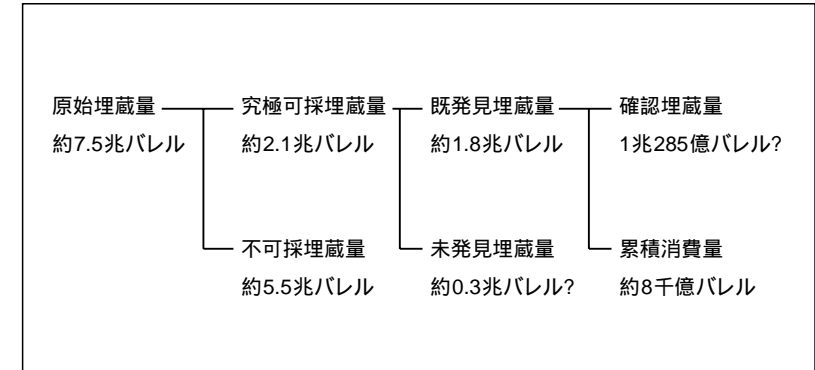 原始埋蔵量 究極可採埋蔵量 既発見埋蔵量 確認埋蔵量
約7.5兆バレル 約2.1兆バレル 約1.8兆バレル 1兆285億バレル?
不可採埋蔵量 未発見埋蔵量 累積消費量
約5.5兆バレル 約0.3兆バレル? 約8千億バレル